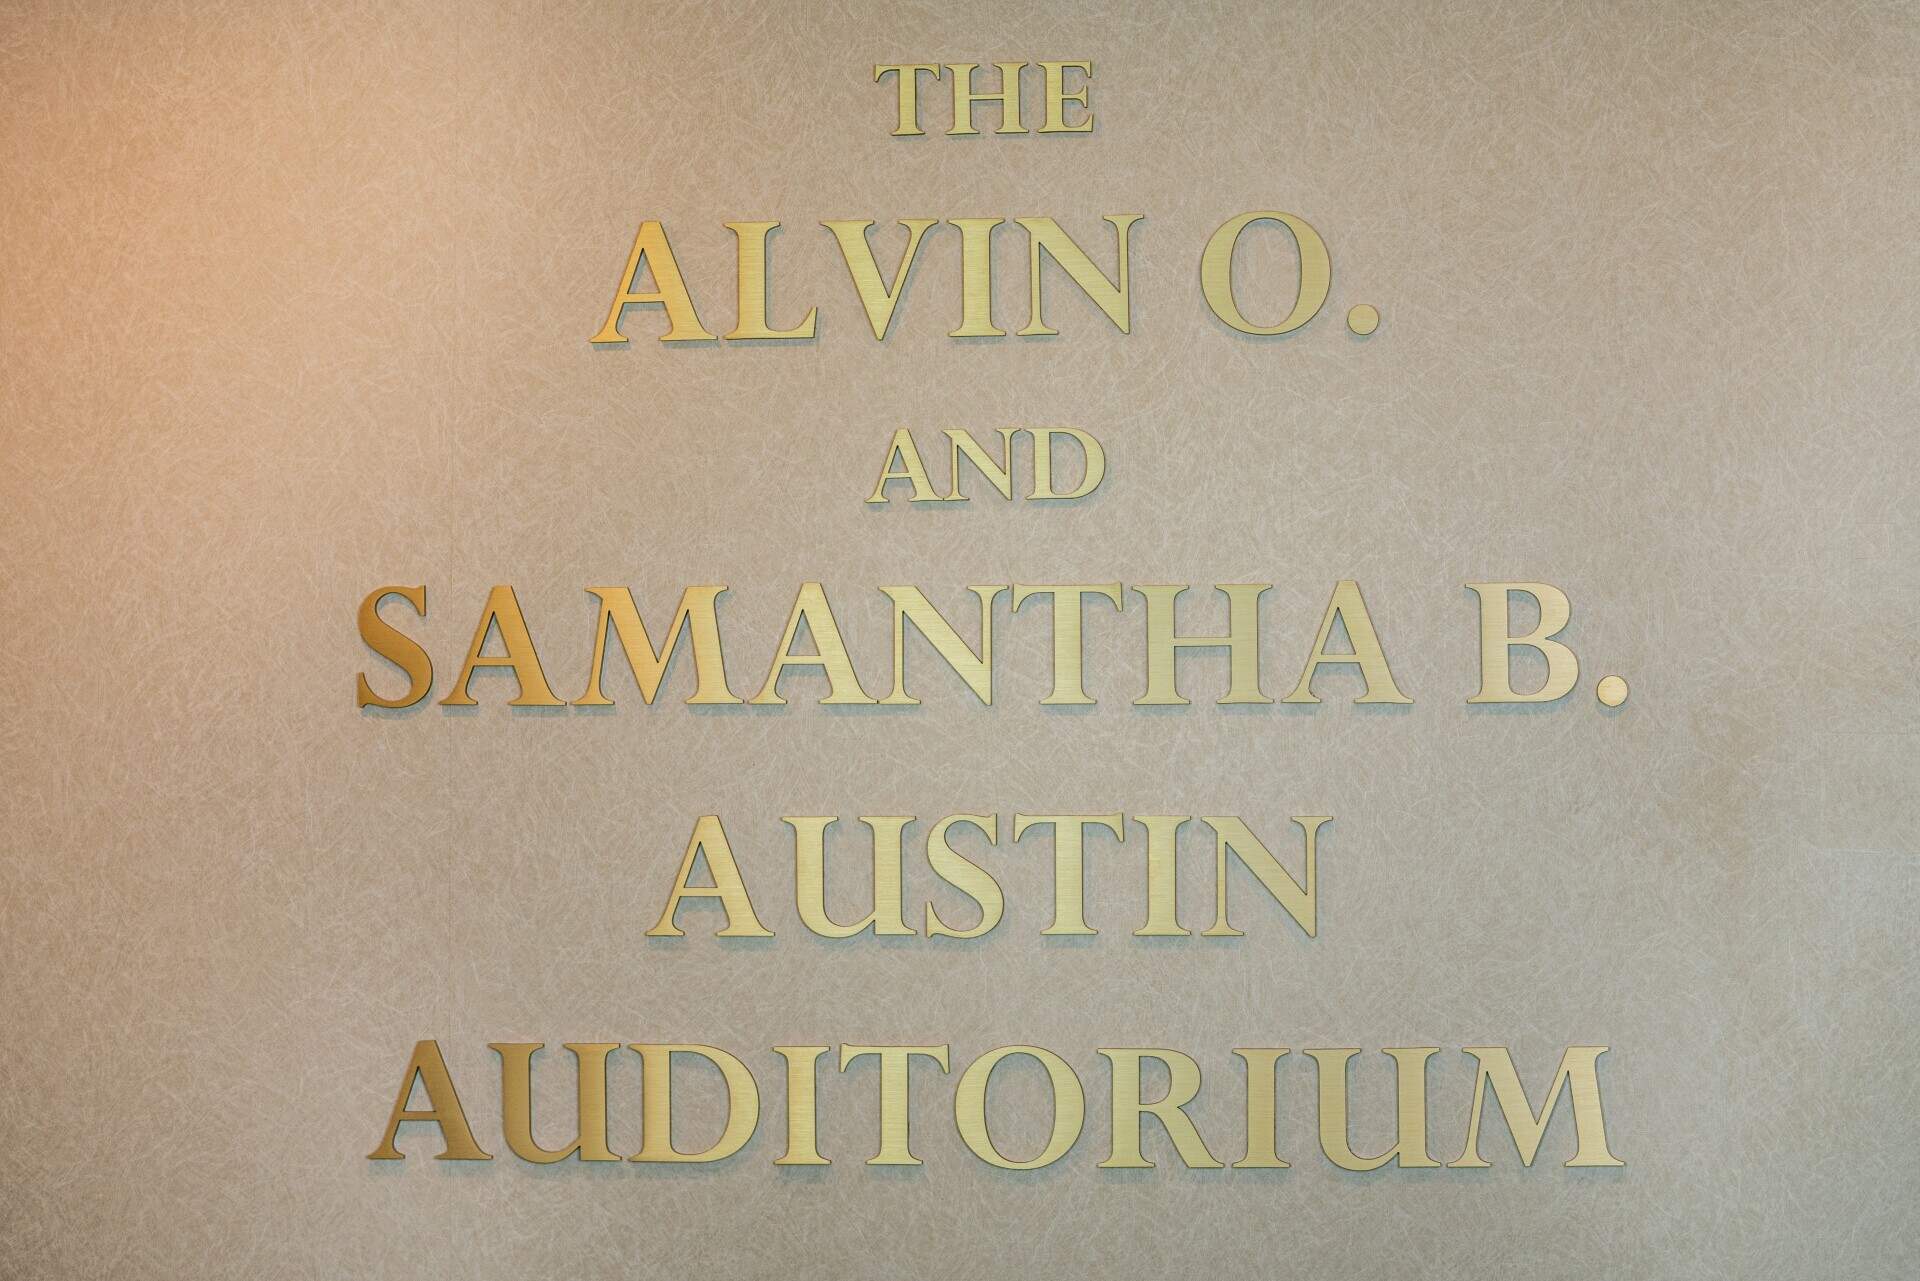 THE
ALVIN O.
AND
SAMANTHA B.
AUSTIN
AUDITORIUM